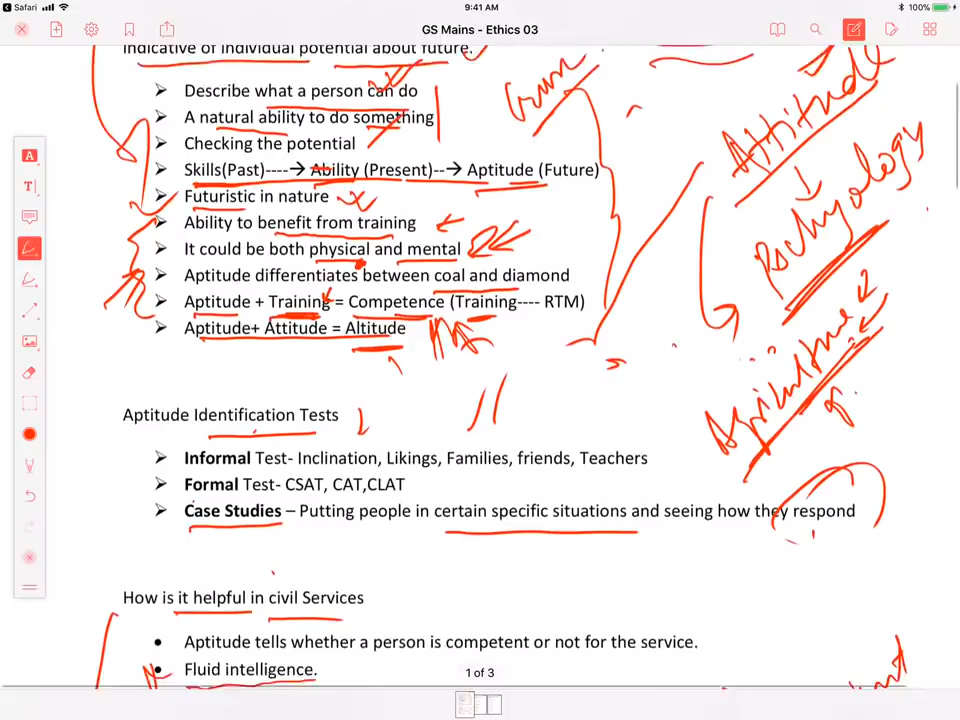 Safari
9:41 AM
100%
GS Mains - Ethics 03
indicative of individual potential about future.
Describe what a person can do
A natural ability to do something
Checking the potential
Skills(Past)----→ Ability (Present)--→ Aptitude (Future)
Futuristic in nature
Ability to benefit from training
It could be both physical and mental
Aptitude differentiates between coal and diamond
Aptitude + Training = Competence (Training---- RTM)
Aptitude+ Attitude = Altitude
Attitude
Pschyology
Aptitude Identification Tests
Informal Test- Inclination, Likings, Families, friends, Teachers
Formal Test- CSAT, CAT,CLAT
Case Studies – Putting people in certain specific situations and seeing how they respond
How is it helpful in civil Services
Aptitude tells whether a person is competent or not for the service.
Fluid intelligence.
1 of 3